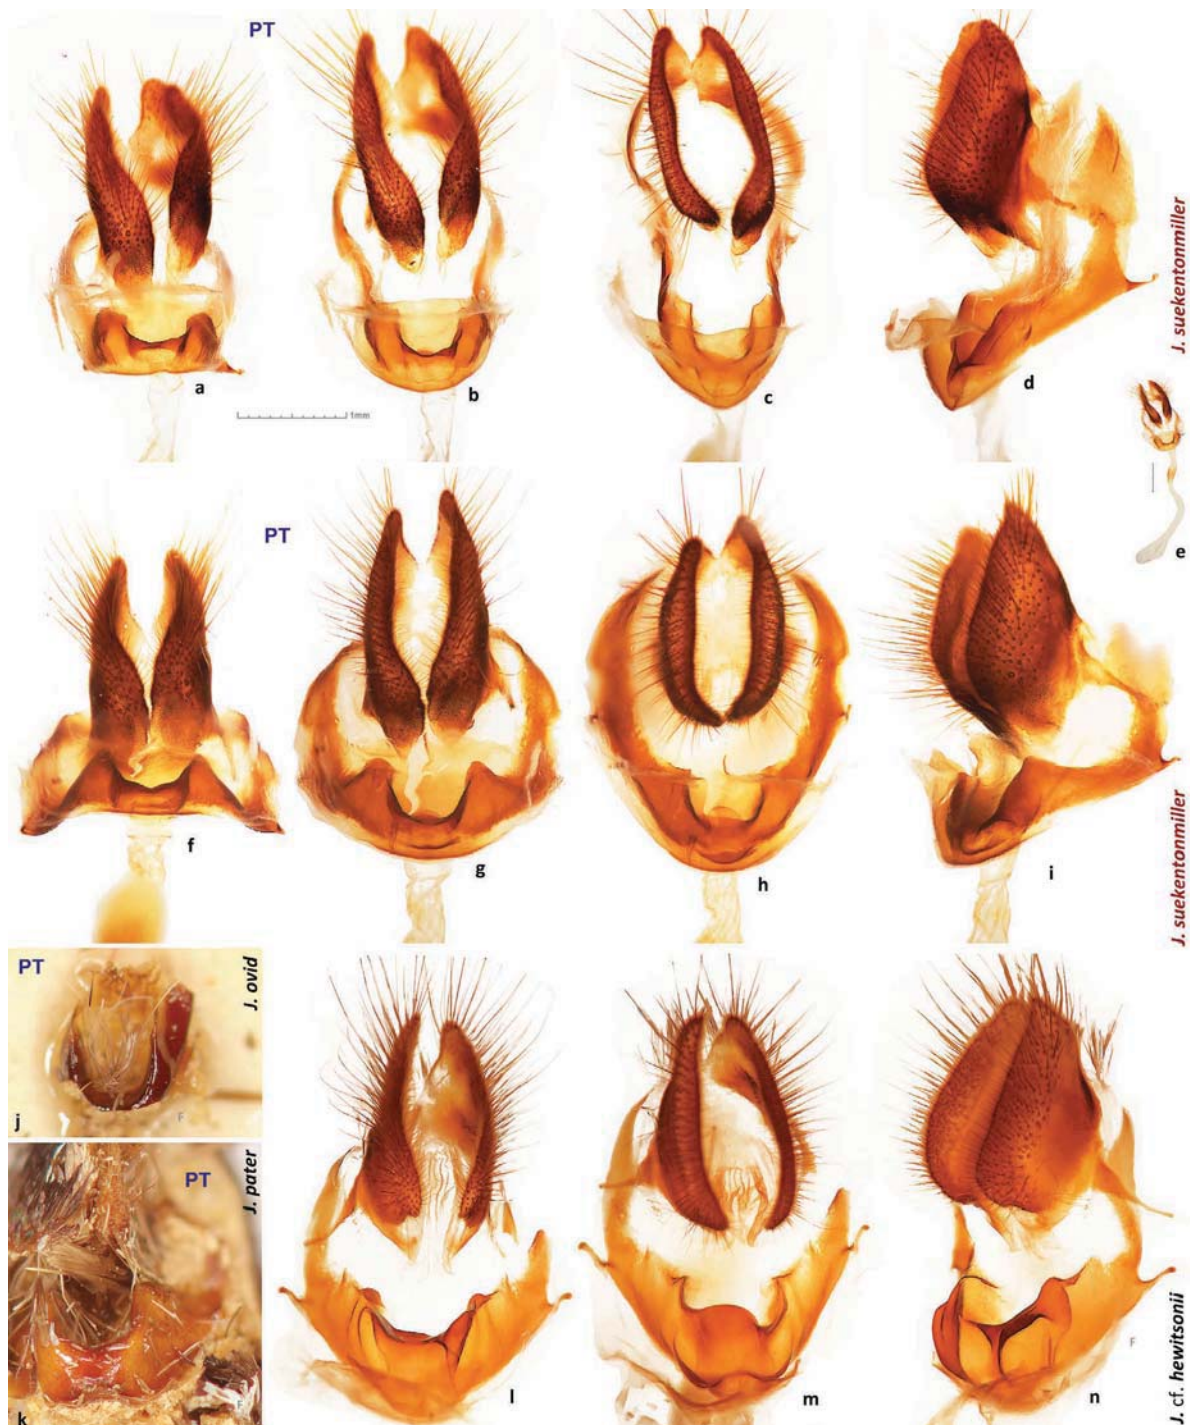 PT
a
b
c
d
1mm
J. suekentonmiller
e
PT
f
g
h
i
J. suekentonmiller
PT
J. ovid
F
j
PT
J. pater
F
k
l
m
n
F
J. cf. hewitsonii